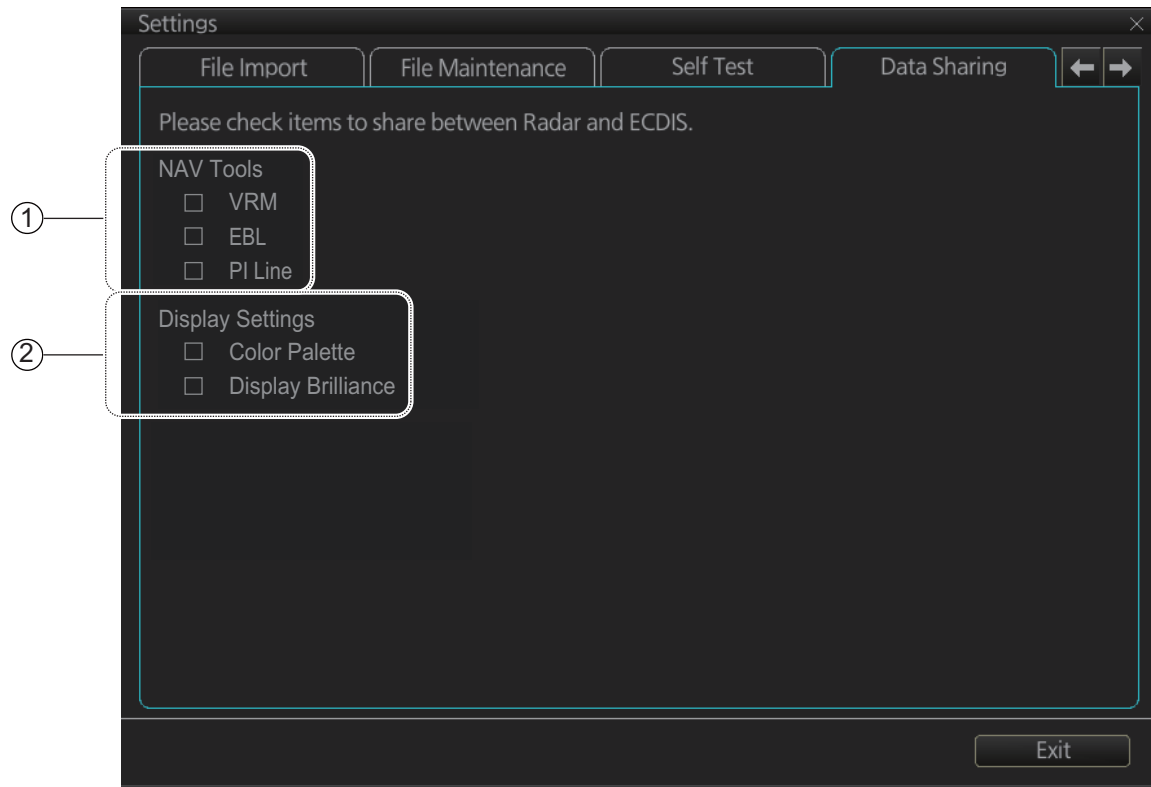 Settings
File Import File Maintenance Self Test Data Sharing
Please check items to share between Radar and ECDIS.
NAV Tools
VRM
① EBL
PI Line
Display Settings
② Color Palette
Display Brilliance
Exit